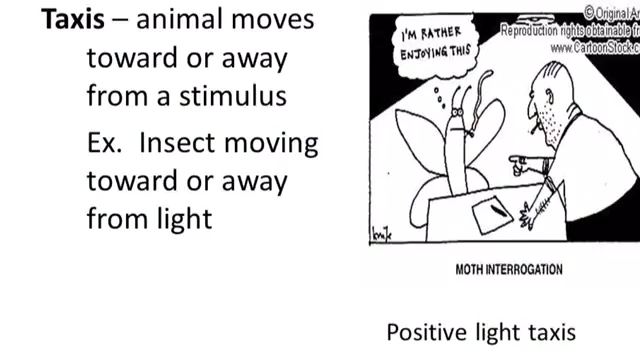 Taxis – animal moves
toward or away
from a stimulus
Ex. Insect moving
toward or away
from light
© Original Ar
Reproduction rights obtainable fr
www.CartoonStock.c
I'M RATHER
ENJOYING THIS
MOTH INTERROGATION
Positive light taxis